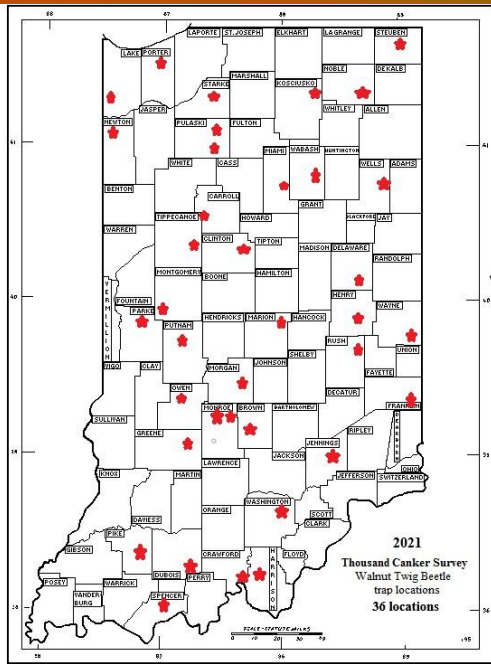 88 87 86 85
LAPORTE ST. JOSEPH ELKHART LAGRANGE STEUBEN
LAKE PORTER
NOBLE DEKALB
MARSHALL KOSCIUSKO
STARKE
WHITLEY ALLEN
JASPER
NEWTON PULASKI FULTON
41 41
MIAMI WABASH HUNTINGTON
WHITE CASS WELLS ADAMS
BENTON
CARROLL GRANT
BLACKFORD JAY
TIPPECANOE HOWARD
WARREN
CLINTON TIPTON
MADISON DELAWARE
RANDOLPH
MONTGOMERY BOONE HAMILTON
VERMILLION
HENRY
40 40
FOUNTAIN WAYNE
PARKE HENDRICKS MARION HANCOCK
PUTNAM
RUSH UNION
SHELBY
JOHNSON
VIGO CLAY MORGAN FAYETTE
DECATUR
OWEN
FRANKLIN
MONROE BROWN BARTHOLOMEW
SULLIVAN
DEARBORN
RIPLEY
GREENE
JENNINGS
39 39
JACKSON
LAWRENCE OHIO
KNOX MARTIN JEFFERSON SWITZERLAND
WASHINGTON
ORANGE
SCOTT
DAVIESS CLARK
PIKE
GIBSON
CRAWFORD HARRISON FLOYD
DUBOIS PERRY
POSEY WARRICK
VANDER
BURG
SPENCER
38 38
SCALE-STATUTE MILES
88 87 86 85
2021
Thousand Canker Survey
Walnut Twig Beetle
trap locations
36 locations